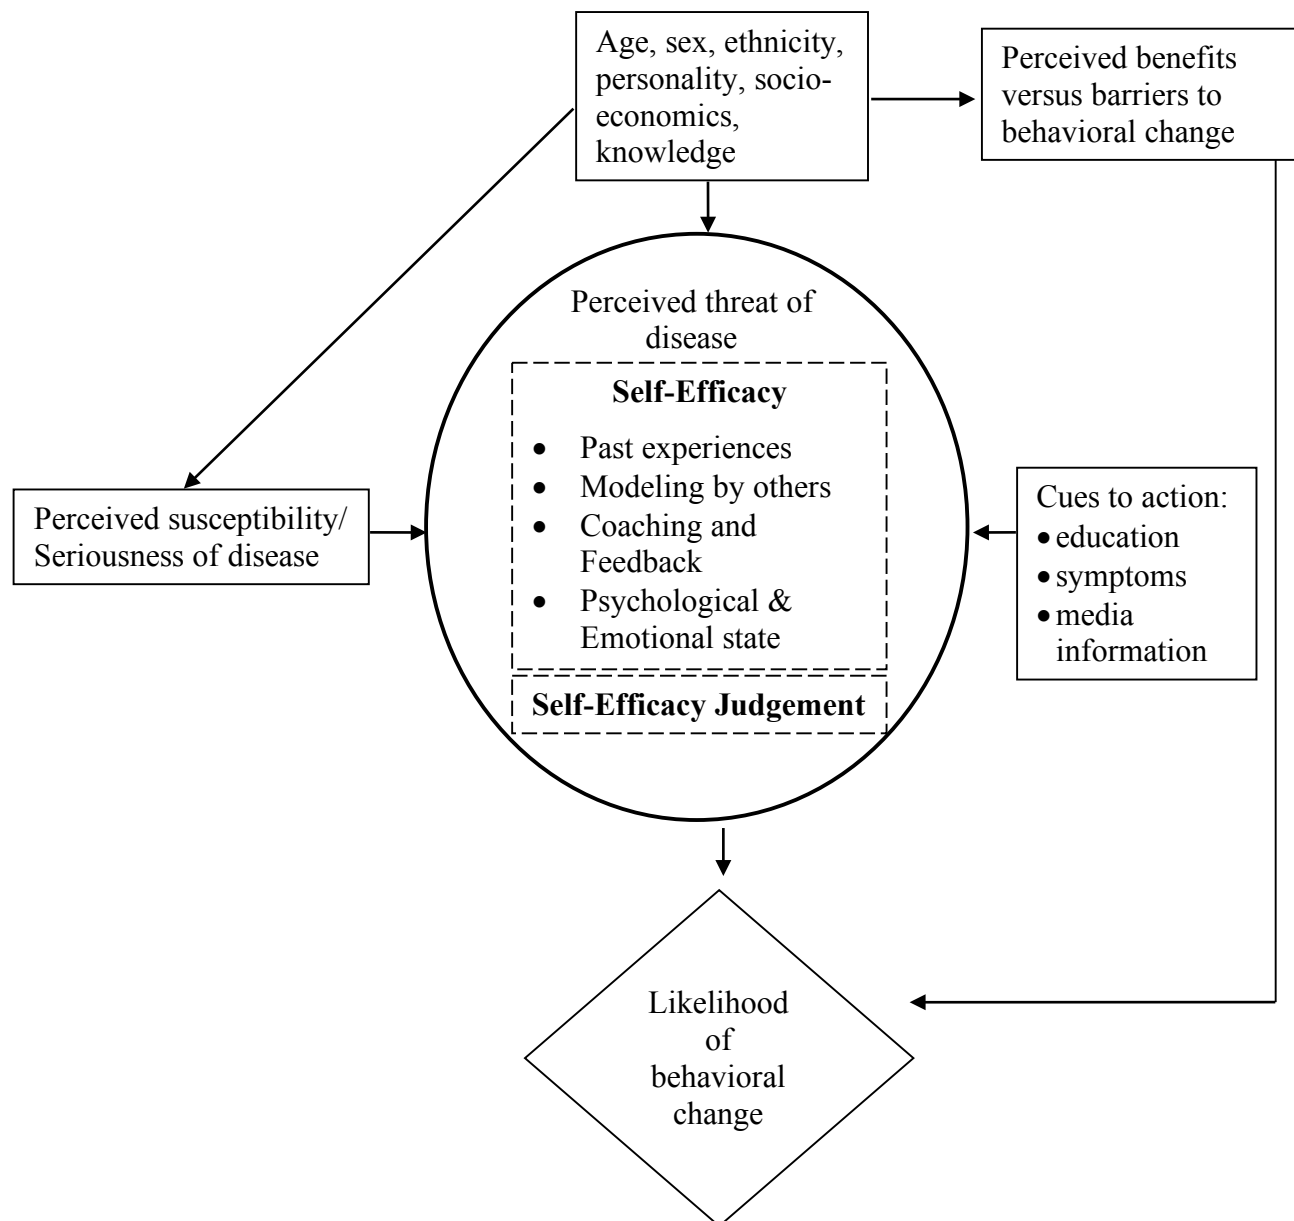 Age, sex, ethnicity,
personality, socio-
economics,
knowledge
Perceived benefits
versus barriers to
behavioral change
Perceived threat of
disease
Self-Efficacy
• Past experiences
• Modeling by others
• Coaching and
Feedback
• Psychological &
Emotional state
Self-Efficacy Judgement
Perceived susceptibility/
Seriousness of disease
Cues to action:
• education
• symptoms
• media
information
Likelihood
of
behavioral
change